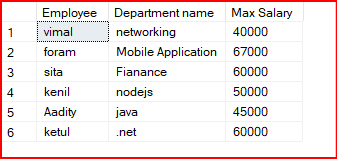 Employee Department name Max Salary
1 vimal networking 40000
2 foram Mobile Application 67000
3 sita Fianance 60000
4 kenil nodejs 50000
5 Aadity java 45000
6 ketul .net 60000